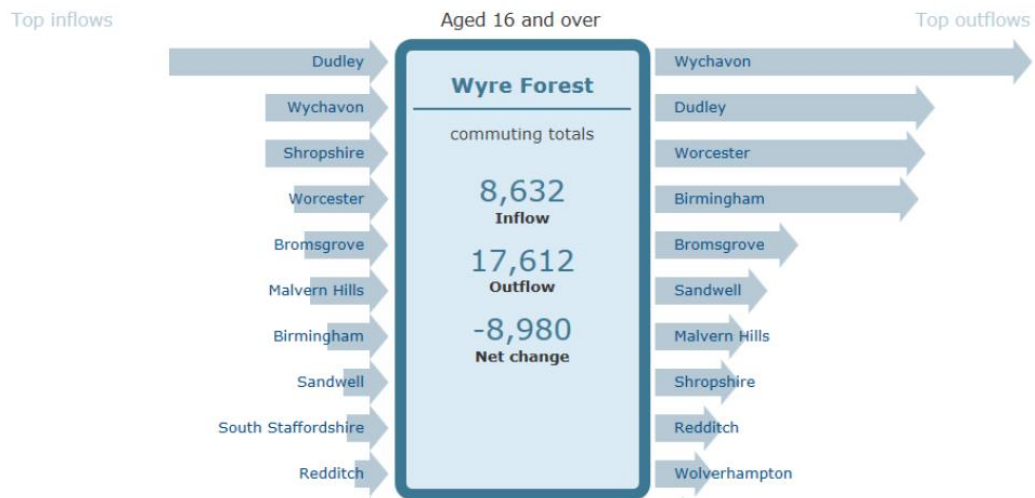 Top inflows
Aged 16 and over
Top outflows
Dudley
Wychavon
Shropshire
Worcester
Bromsgrove
Malvern Hills
Birmingham
Sandwell
South Staffordshire
Redditch
Wyre Forest
commuting totals
8,632
Inflow
17,612
Outflow
-8,980
Net change
Wychavon
Dudley
Worcester
Birmingham
Bromsgrove
Sandwell
Malvern Hills
Shropshire
Redditch
Wolverhampton